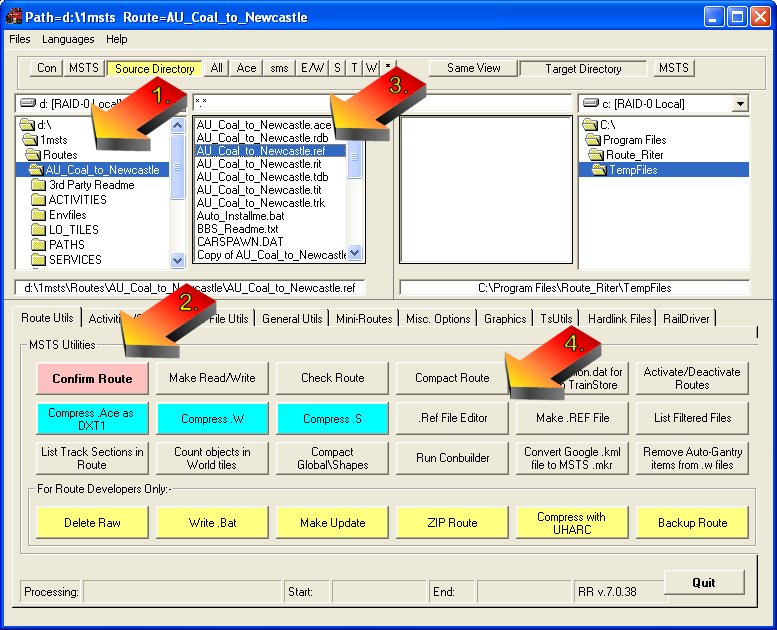 Path=d:\1msts Route=AU_Coal_to_Newcastle
Files Languages Help
Con MSTS Source Directory All Ace sms E/W S T W * Same View Target Directory MSTS
d: [RAID-0 Local] *.* c: [RAID-0 Local]
1.
3.
d:\
1msts
Routes
AU_Coal_to_Newcastle
3rd Party Readme
ACTIVITIES
Envfiles
LO_TILES
PATHS
SERVICES
AU_Coal_to_Newcastle.ace
AU_Coal_to_Newcastle.rdb
AU_Coal_to_Newcastle.ref
AU_Coal_to_Newcastle.rit
AU_Coal_to_Newcastle.tdb
AU_Coal_to_Newcastle.tit
AU_Coal_to_Newcastle.trk
Auto_Installme.bat
BBS_Readme.txt
CARSPAWN.DAT
Copy of AU_Coal_to_Newcastle
C:\
Program Files
Route_Riter
TempFiles
d:\1msts\Routes\AU_Coal_to_Newcastle\AU_Coal_to_Newcastle.ref C:\Program Files\Route_Riter\TempFiles
2.
Route Utils File Utils General Utils Mini-Routes Misc. Options Graphics TsUtils Hardlink Files RailDriver
4.
MSTS Utilities
Confirm Route Make Read/Write Check Route Compact Route
.dat for
TrainStore
Activate/Deactivate
Routes
Compress .Ace as
DXT1
Compress .W Compress .S .Ref File Editor Make .REF File List Filtered Files
List Track Sections in
Route
Count objects in
World tiles
Compact
Global\Shapes
Run Conbuilder
Convert Google .kml
file to MSTS .mkr
Remove Auto-Gantry
items from .w files
For Route Developers Only:-
Delete Raw Write .Bat Make Update ZIP Route
Compress with
UHARC
Backup Route
Processing: Start: End: RR v.7.0.38 Quit